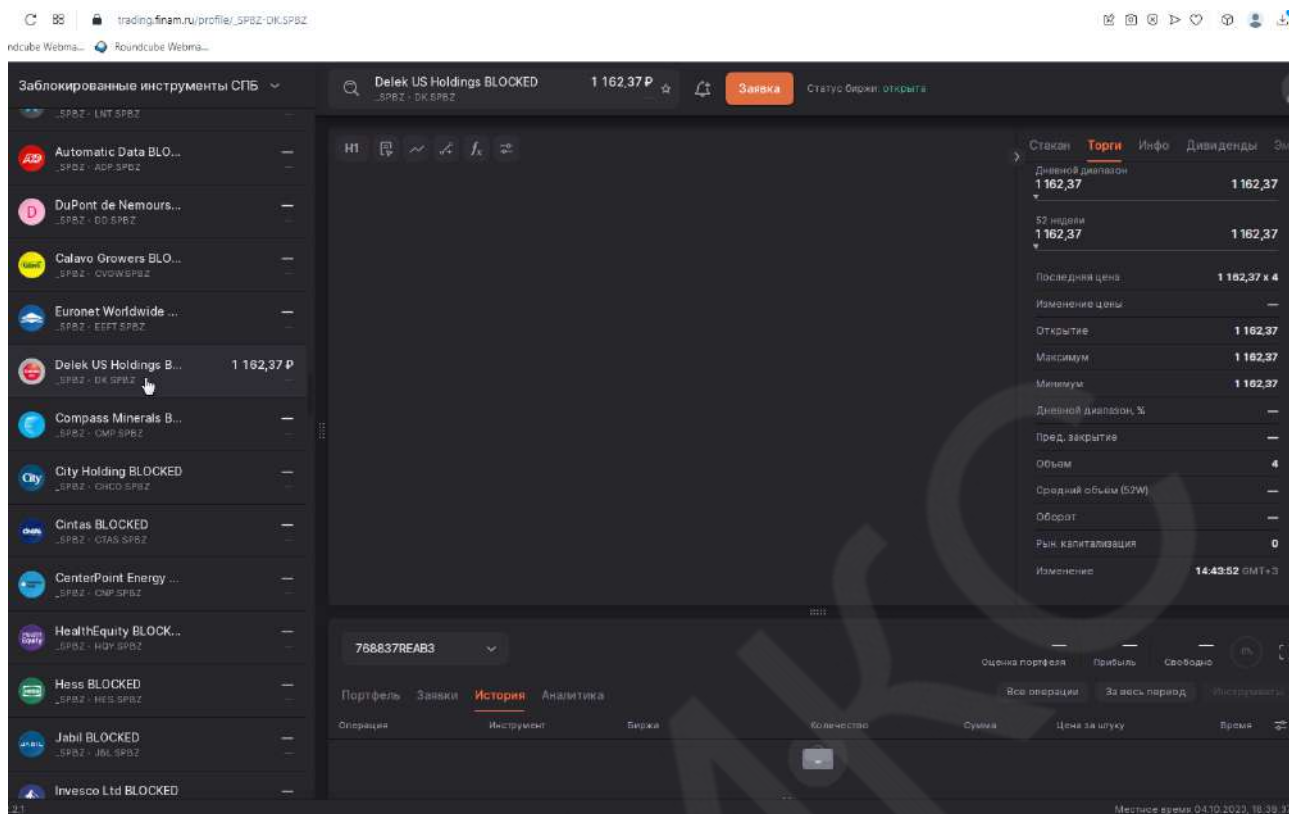 trading.finam.ru/profile/_SPBZ-DK.SPBZ
ndcube Webma... Roundcube Webma...
Заблокированные инструменты СПБ
_SPBZ - LNT.SPBZ
Automatic Data BLO... —
_SPBZ - ADP.SPBZ —
DuPont de Nemours... —
_SPBZ - DD.SPBZ —
Calavo Growers BLO... —
_SPBZ - CVGW.SPBZ —
Euronet Worldwide ... —
_SPBZ - EEFT.SPBZ —
Delek US Holdings B... 1 162,37 ₽
_SPBZ - DK.SPBZ —
Compass Minerals B... —
_SPBZ - CMP.SPBZ —
City Holding BLOCKED —
_SPBZ - CHCO.SPBZ —
Cintas BLOCKED —
_SPBZ - CTAS.SPBZ —
CenterPoint Energy ... —
_SPBZ - CNP.SPBZ —
HealthEquity BLOCK... —
_SPBZ - HQY.SPBZ —
Hess BLOCKED —
_SPBZ - HES.SPBZ —
Jabil BLOCKED —
_SPBZ - JBL.SPBZ —
Invesco Ltd BLOCKED —
2.1
Delek US Holdings BLOCKED 1 162,37 ₽
_SPBZ - DK.SPBZ
Заявка
Статус биржи: открыта
H1
Стакан Торги Инфо Дивиденды Эм
Дневной диапазон
1 162,37 1 162,37
52 недели
1 162,37 1 162,37
Последняя цена 1 162,37 x 4
Изменение цены —
Открытие 1 162,37
Максимум 1 162,37
Минимум 1 162,37
Дневной диапазон, % —
Пред. закрытие —
Объем 4
Средний объем (52W) —
Оборот —
Рын. капитализация 0
Изменение 14:43:52 GMT+3
768837REAB3
Оценка портфеля Прибыль Свободно 0%
Портфель Заявки История Аналитика
Все операции За весь период Инструменты
Операция Инструмент Биржа Количество Сумма Цена за штуку Время
Местное время 04.10.2023, 18:39:37